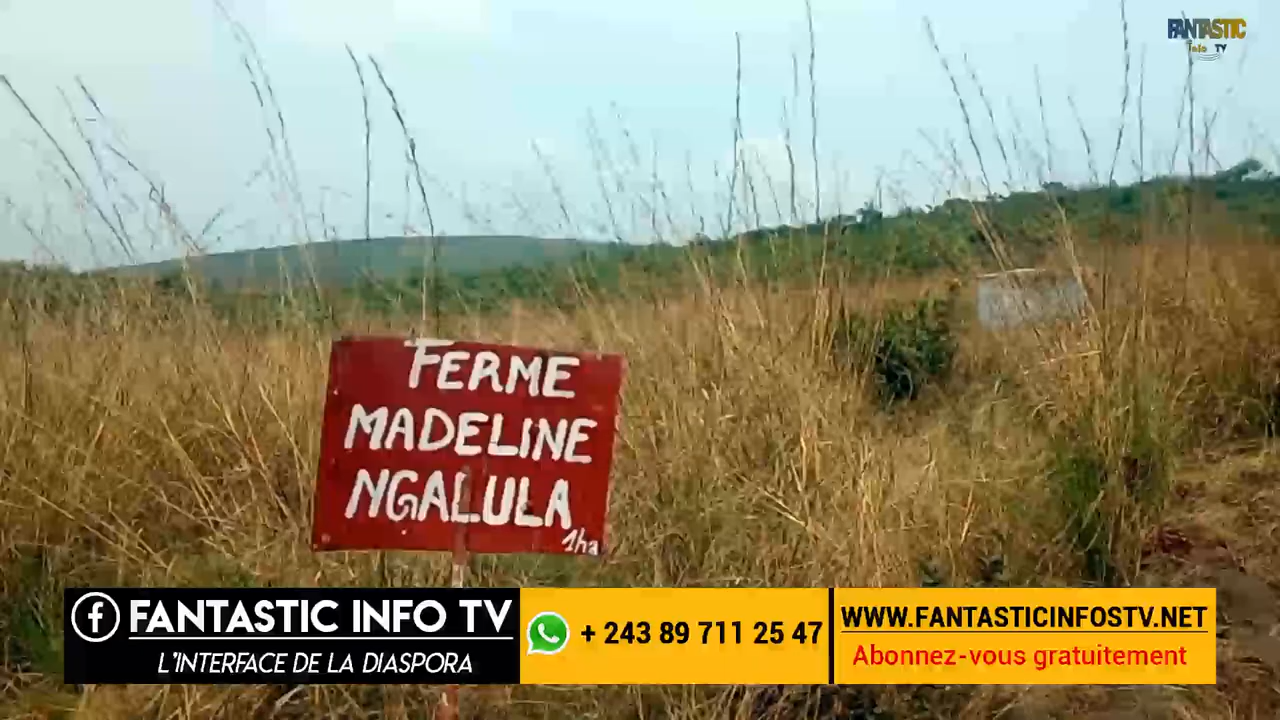 FANTASTIC
Info TV
FERME
MADELINE
NGALULA
1ha
FANTASTIC INFO TV
L'INTERFACE DE LA DIASPORA
+ 243 89 711 25 47
WWW.FANTASTICINFOSTV.NET
Abonnez-vous gratuitement